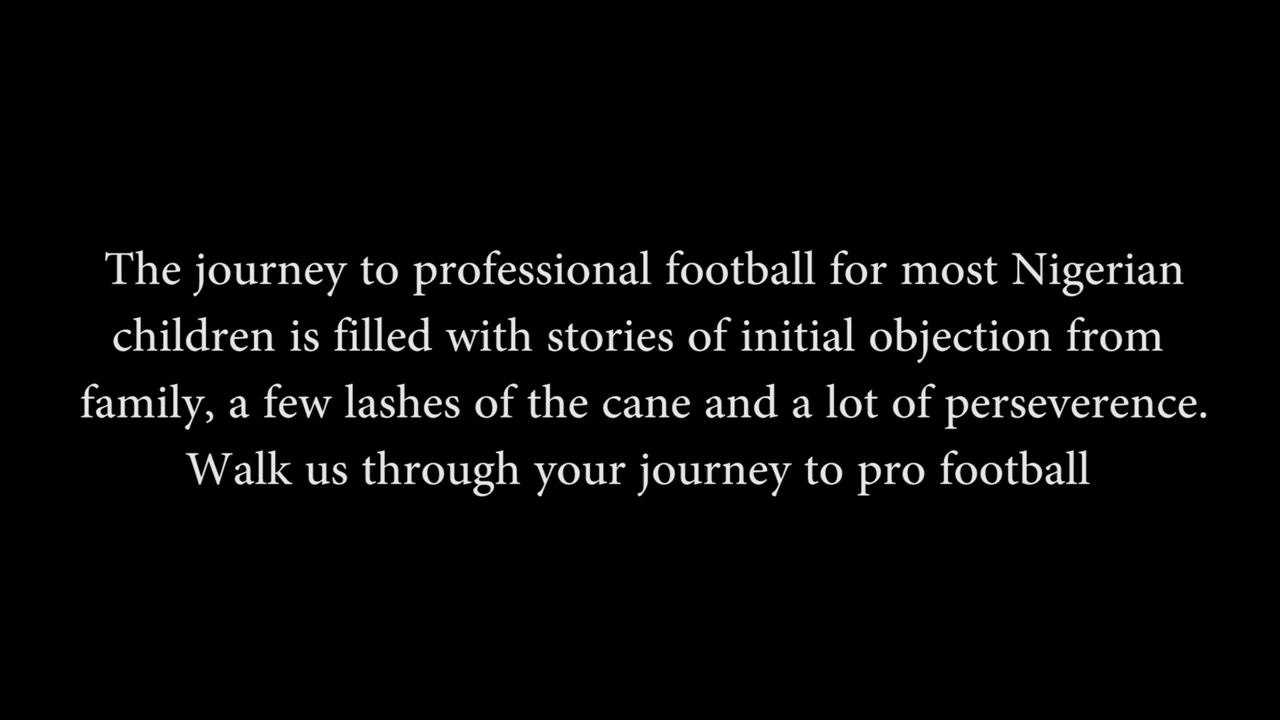 The journey to professional football for most Nigerian
children is filled with stories of initial objection from
family, a few lashes of the cane and a lot of perseverence.
Walk us through your journey to pro football